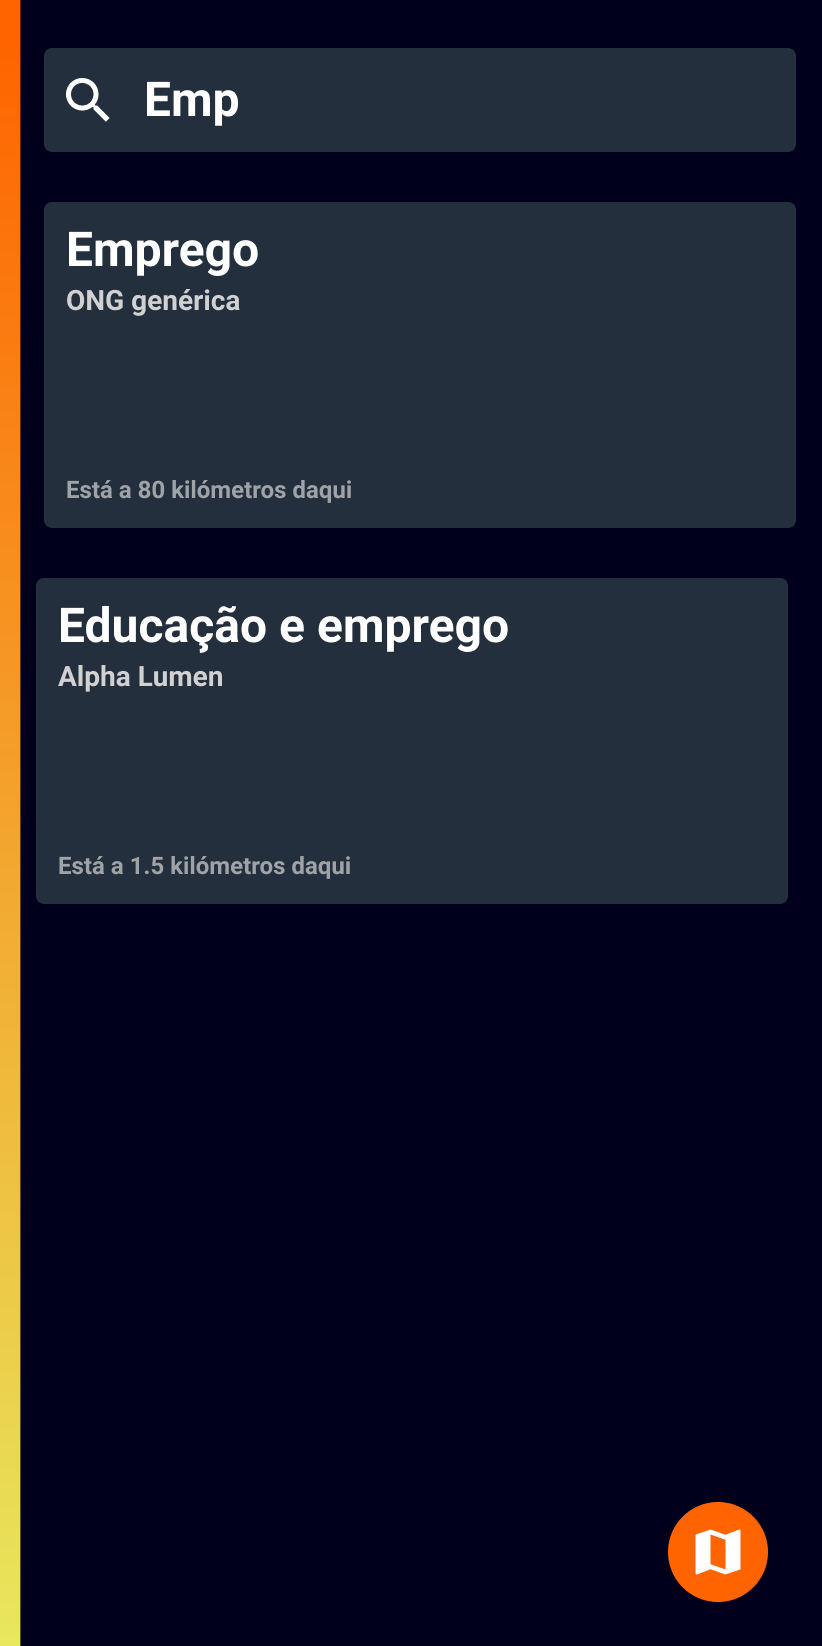 Emp
Emprego
ONG genérica
Está a 80 kilómetros daqui
Educação e emprego
Alpha Lumen
Está a 1.5 kilómetros daqui